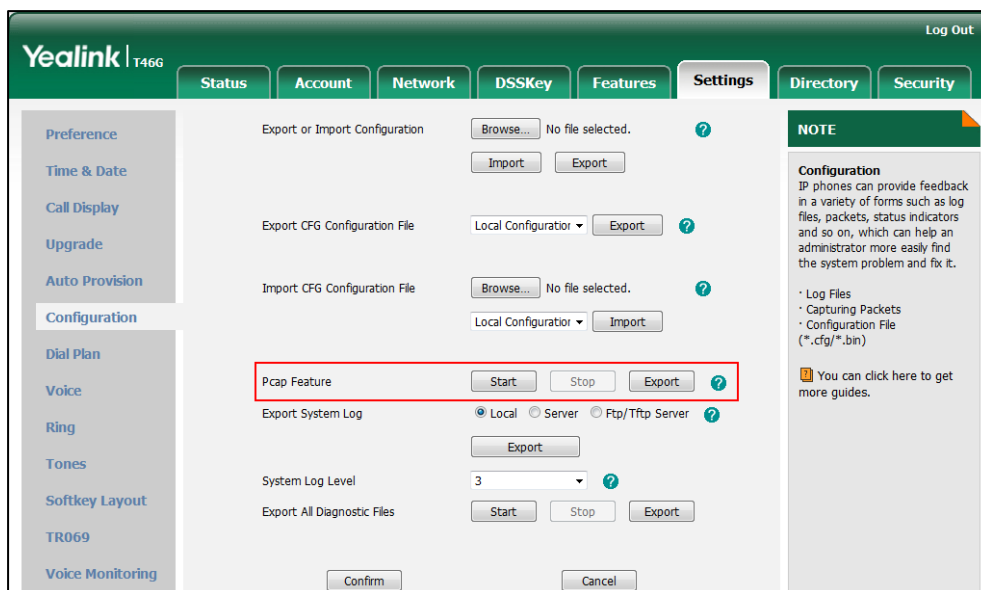 Log Out
Yealink T46G
Status Account Network DSSKey Features Settings Directory Security
Preference
Time & Date
Call Display
Upgrade
Auto Provision
Configuration
Dial Plan
Voice
Ring
Tones
Softkey Layout
TR069
Voice Monitoring
Export or Import Configuration Browse... No file selected. ?
Import Export
Export CFG Configuration File Local Configuration Export ?
Import CFG Configuration File Browse... No file selected. ?
Local Configuration Import
Pcap Feature Start Stop Export ?
Export System Log Local Server Ftp/Tftp Server ?
Export
System Log Level 3 ?
Export All Diagnostic Files Start Stop Export
Confirm Cancel
NOTE
Configuration
IP phones can provide feedback
in a variety of forms such as log
files, packets, status indicators
and so on, which can help an
administrator more easily find
the system problem and fix it.
· Log Files
· Capturing Packets
· Configuration File
(*.cfg/*.bin)
? You can click here to get
more guides.